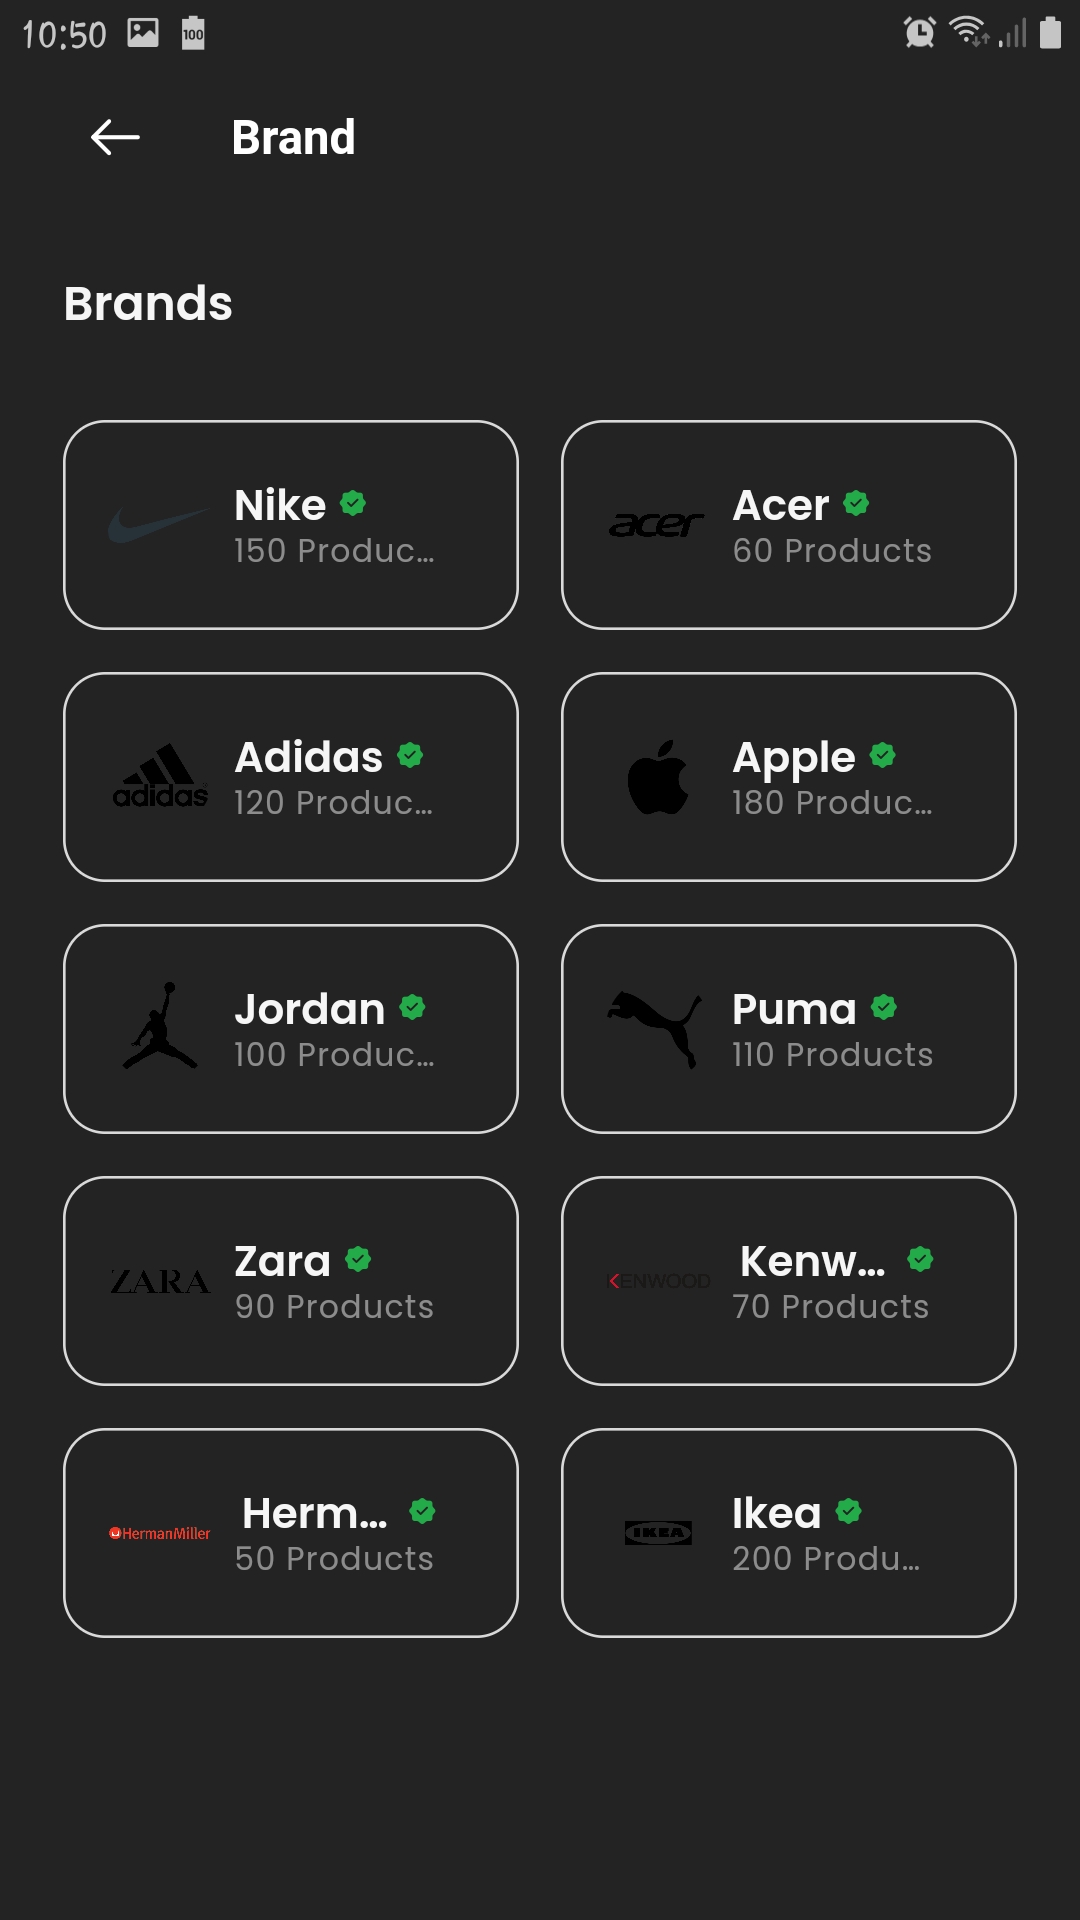 10:50 100
Brand
Brands
Nike
150 Produc...
acer
Acer
60 Products
adidas
Adidas
120 Produc...
Apple
180 Produc...
Jordan
100 Produc...
Puma
110 Products
ZARA
Zara
90 Products
KENWOOD
Kenw...
70 Products
HermanMiller
Herm...
50 Products
IKEA
Ikea
200 Produ...